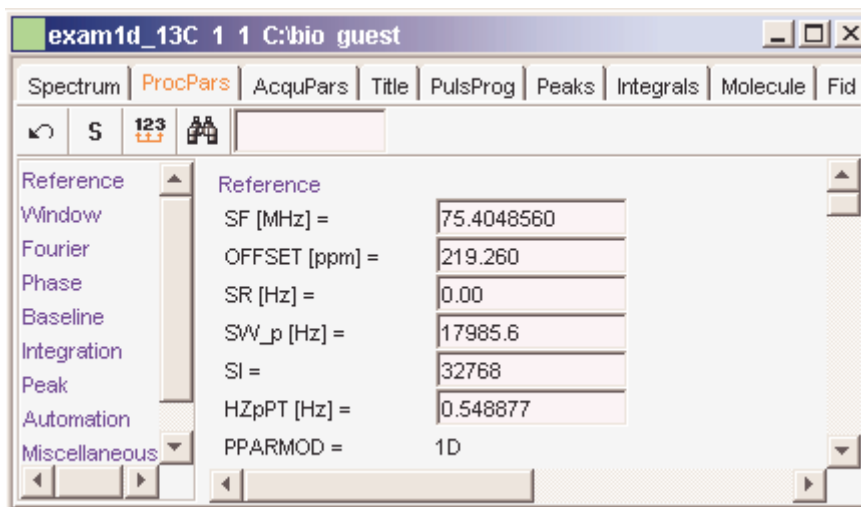 exam1d_13C 1 1 C:\bio guest
Spectrum ProcPars AcquPars Title PulsProg Peaks Integrals Molecule Fid
S 123
Reference
Window
Fourier
Phase
Baseline
Integration
Peak
Automation
Miscellaneous
Reference
SF [MHz] = 75.4048560
OFFSET [ppm] = 219.260
SR [Hz] = 0.00
SW_p [Hz] = 17985.6
SI = 32768
HZpPT [Hz] = 0.548877
PPARMOD = 1D